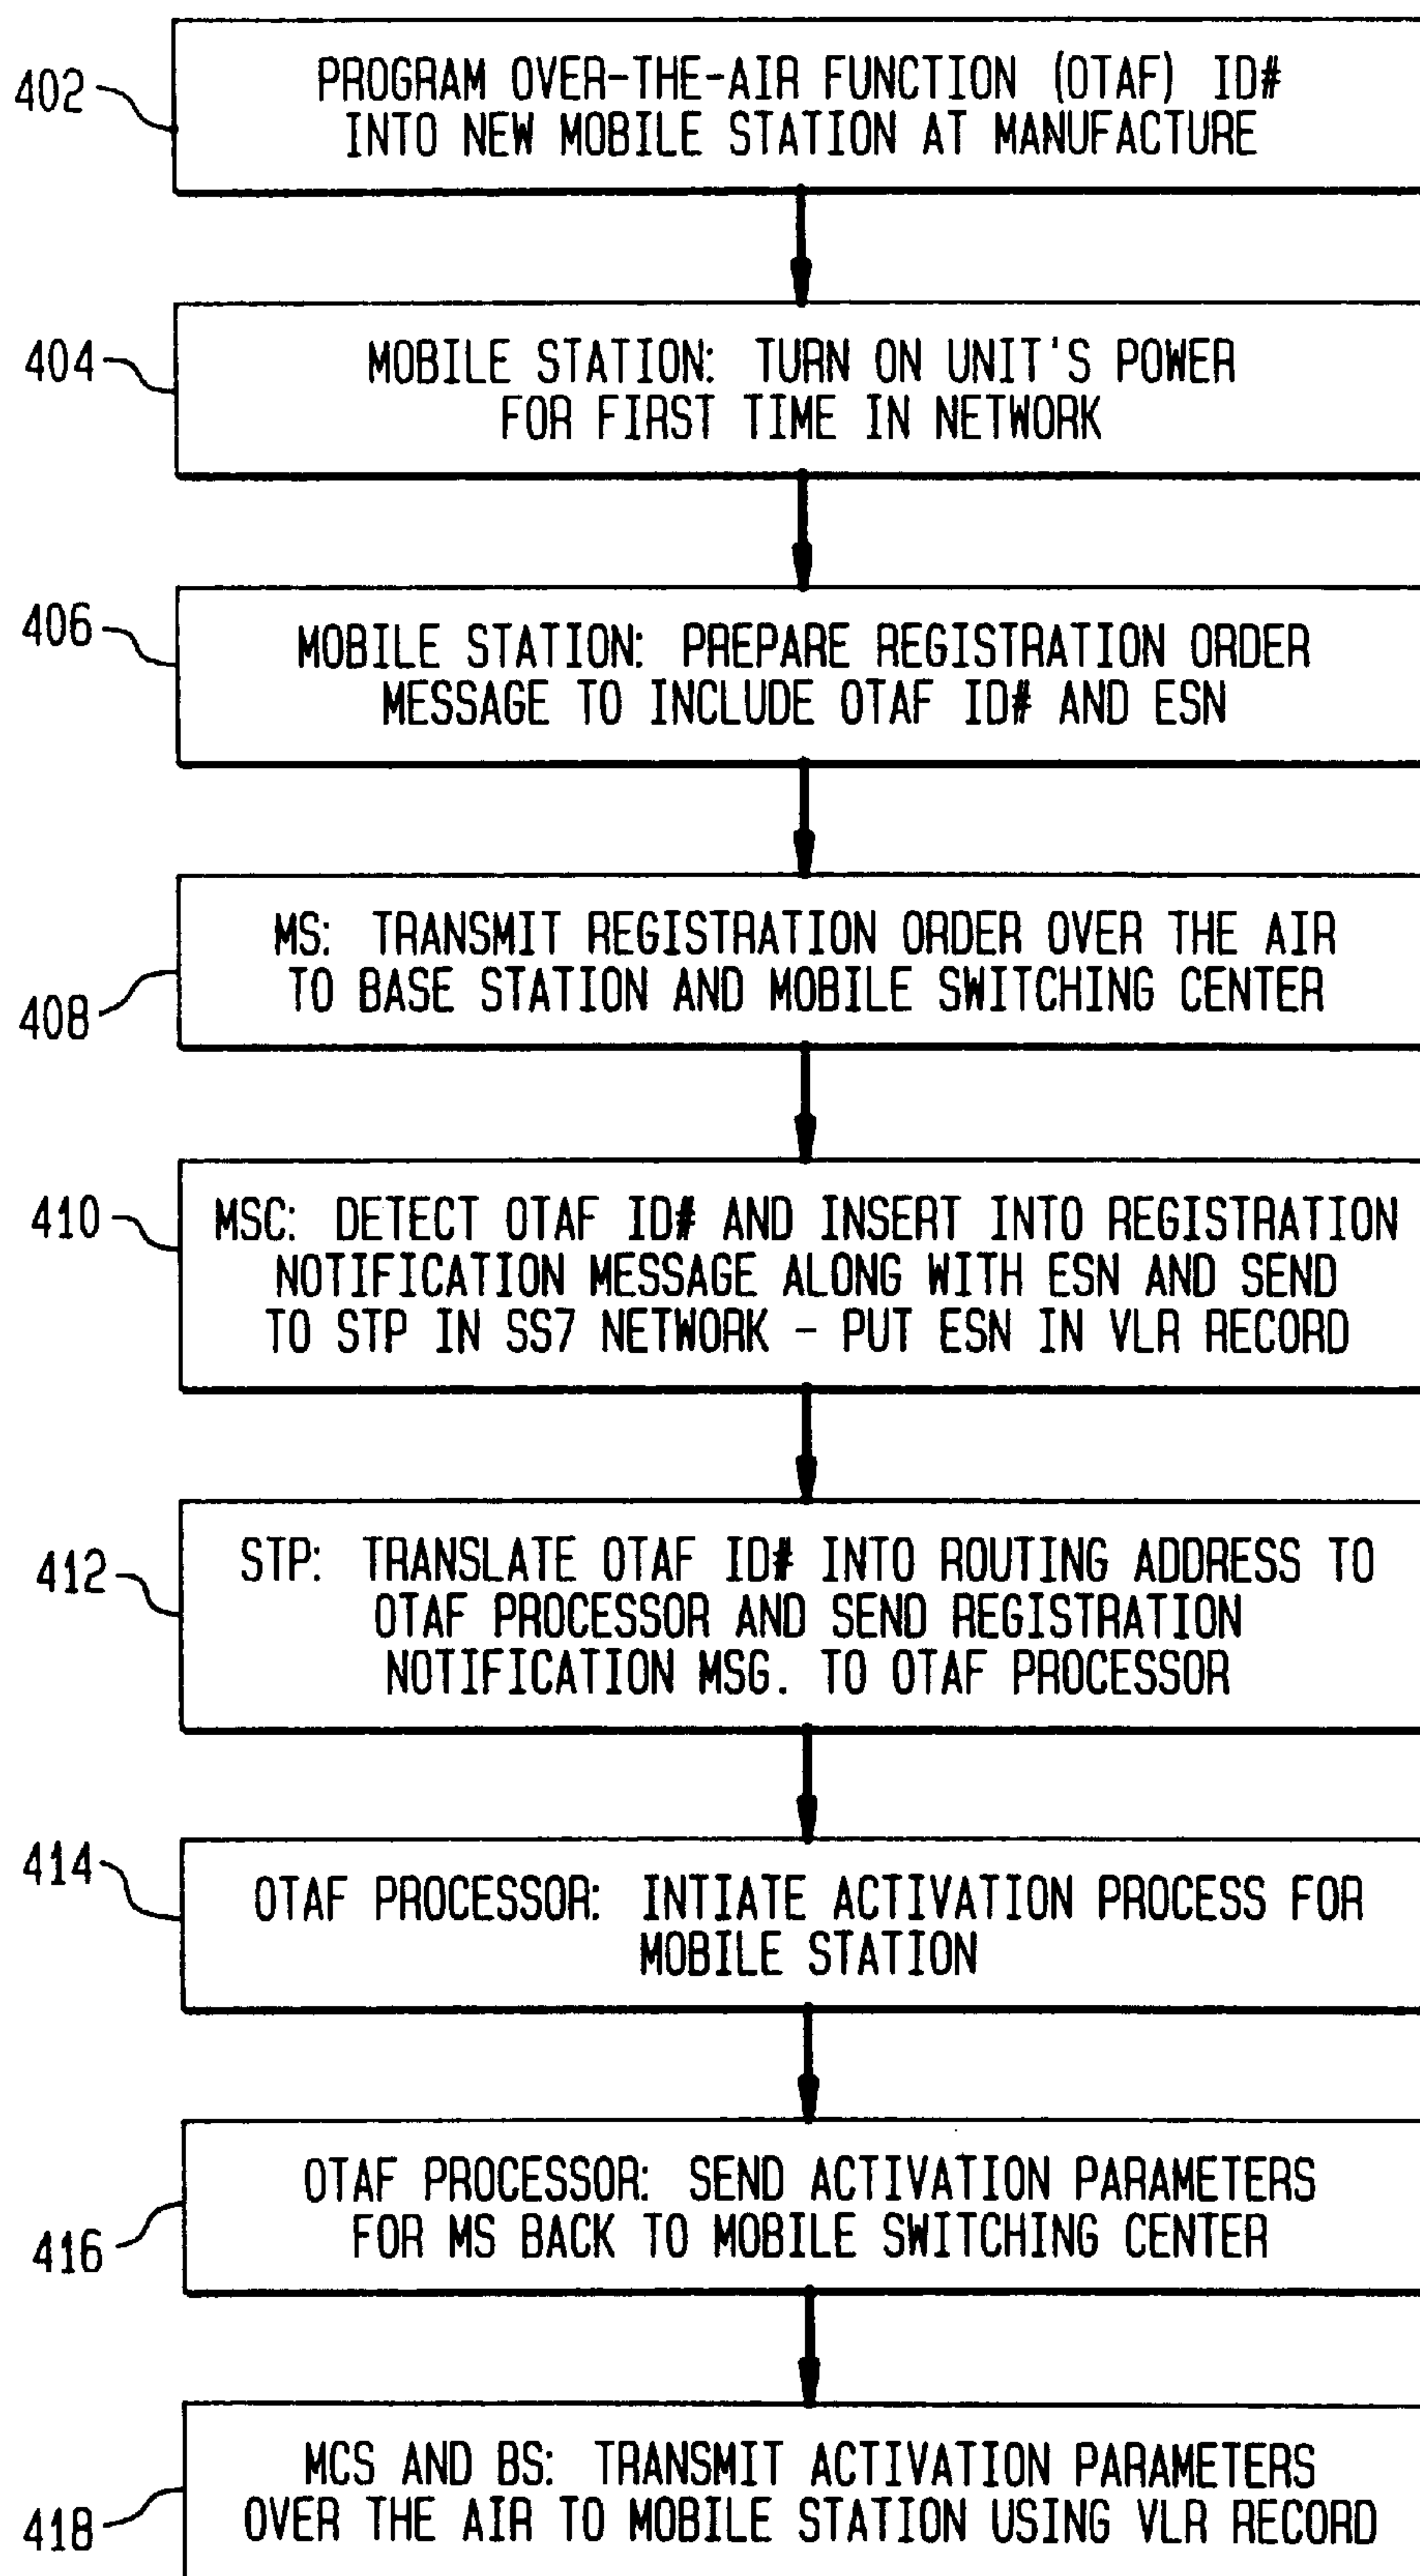 402
PROGRAM OVER-THE-AIR FUNCTION (OTAF) ID#
INTO NEW MOBILE STATION AT MANUFACTURE
404
MOBILE STATION: TURN ON UNIT'S POWER
FOR FIRST TIME IN NETWORK
406
MOBILE STATION: PREPARE REGISTRATION ORDER
MESSAGE TO INCLUDE OTAF ID# AND ESN
408
MS: TRANSMIT REGISTRATION ORDER OVER THE AIR
TO BASE STATION AND MOBILE SWITCHING CENTER
410
MSC: DETECT OTAF ID# AND INSERT INTO REGISTRATION
NOTIFICATION MESSAGE ALONG WITH ESN AND SEND
TO STP IN SS7 NETWORK - PUT ESN IN VLR RECORD
412
STP: TRANSLATE OTAF ID# INTO ROUTING ADDRESS TO
OTAF PROCESSOR AND SEND REGISTRATION
NOTIFICATION MSG. TO OTAF PROCESSOR
414
OTAF PROCESSOR: INTIATE ACTIVATION PROCESS FOR
MOBILE STATION
416
OTAF PROCESSOR: SEND ACTIVATION PARAMETERS
FOR MS BACK TO MOBILE SWITCHING CENTER
418
MCS AND BS: TRANSMIT ACTIVATION PARAMETERS
OVER THE AIR TO MOBILE STATION USING VLR RECORD